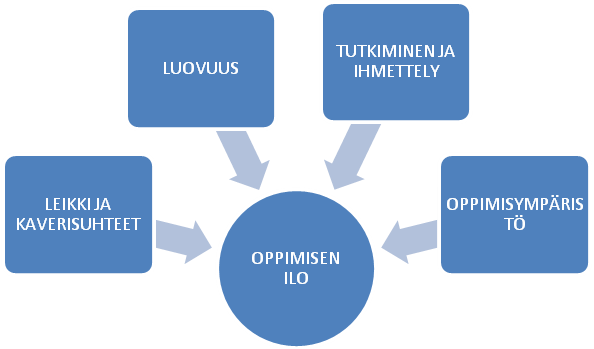 LUOVUUS
TUTKIMINEN JA
IHMETTELY
LEIKKI JA
KAVERISUHTEET
OPPIMISYMPÄRIS
TÖ
OPPIMISEN
ILO